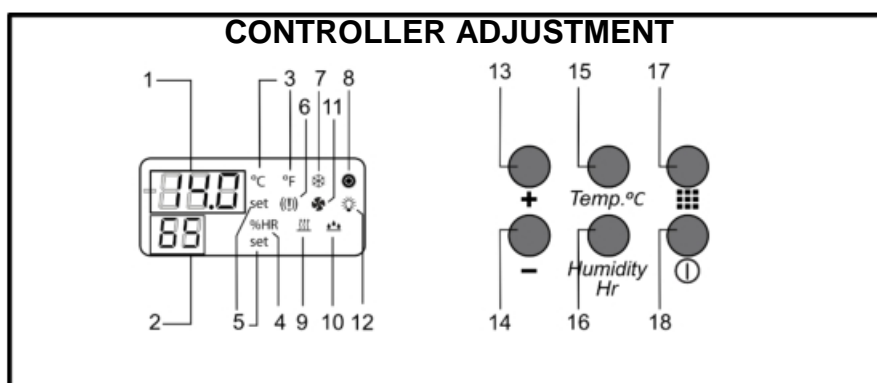 CONTROLLER ADJUSTMENT
1 3 7 8 13 15 17
6 11
ºC ºF
14.0
set
+ Temp.ºC
%HR
65
set
- Humidity
Hr
2 5 4 9 10 12 14 16 18